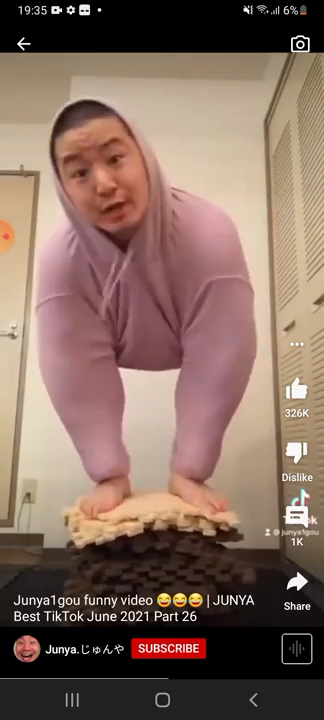 19:35
6%
326K
Dislike
@junya1gou
1K
Share
Junya1gou funny video 😂😂😂 | JUNYA
Best TikTok June 2021 Part 26
Junya.じゅんや
SUBSCRIBE